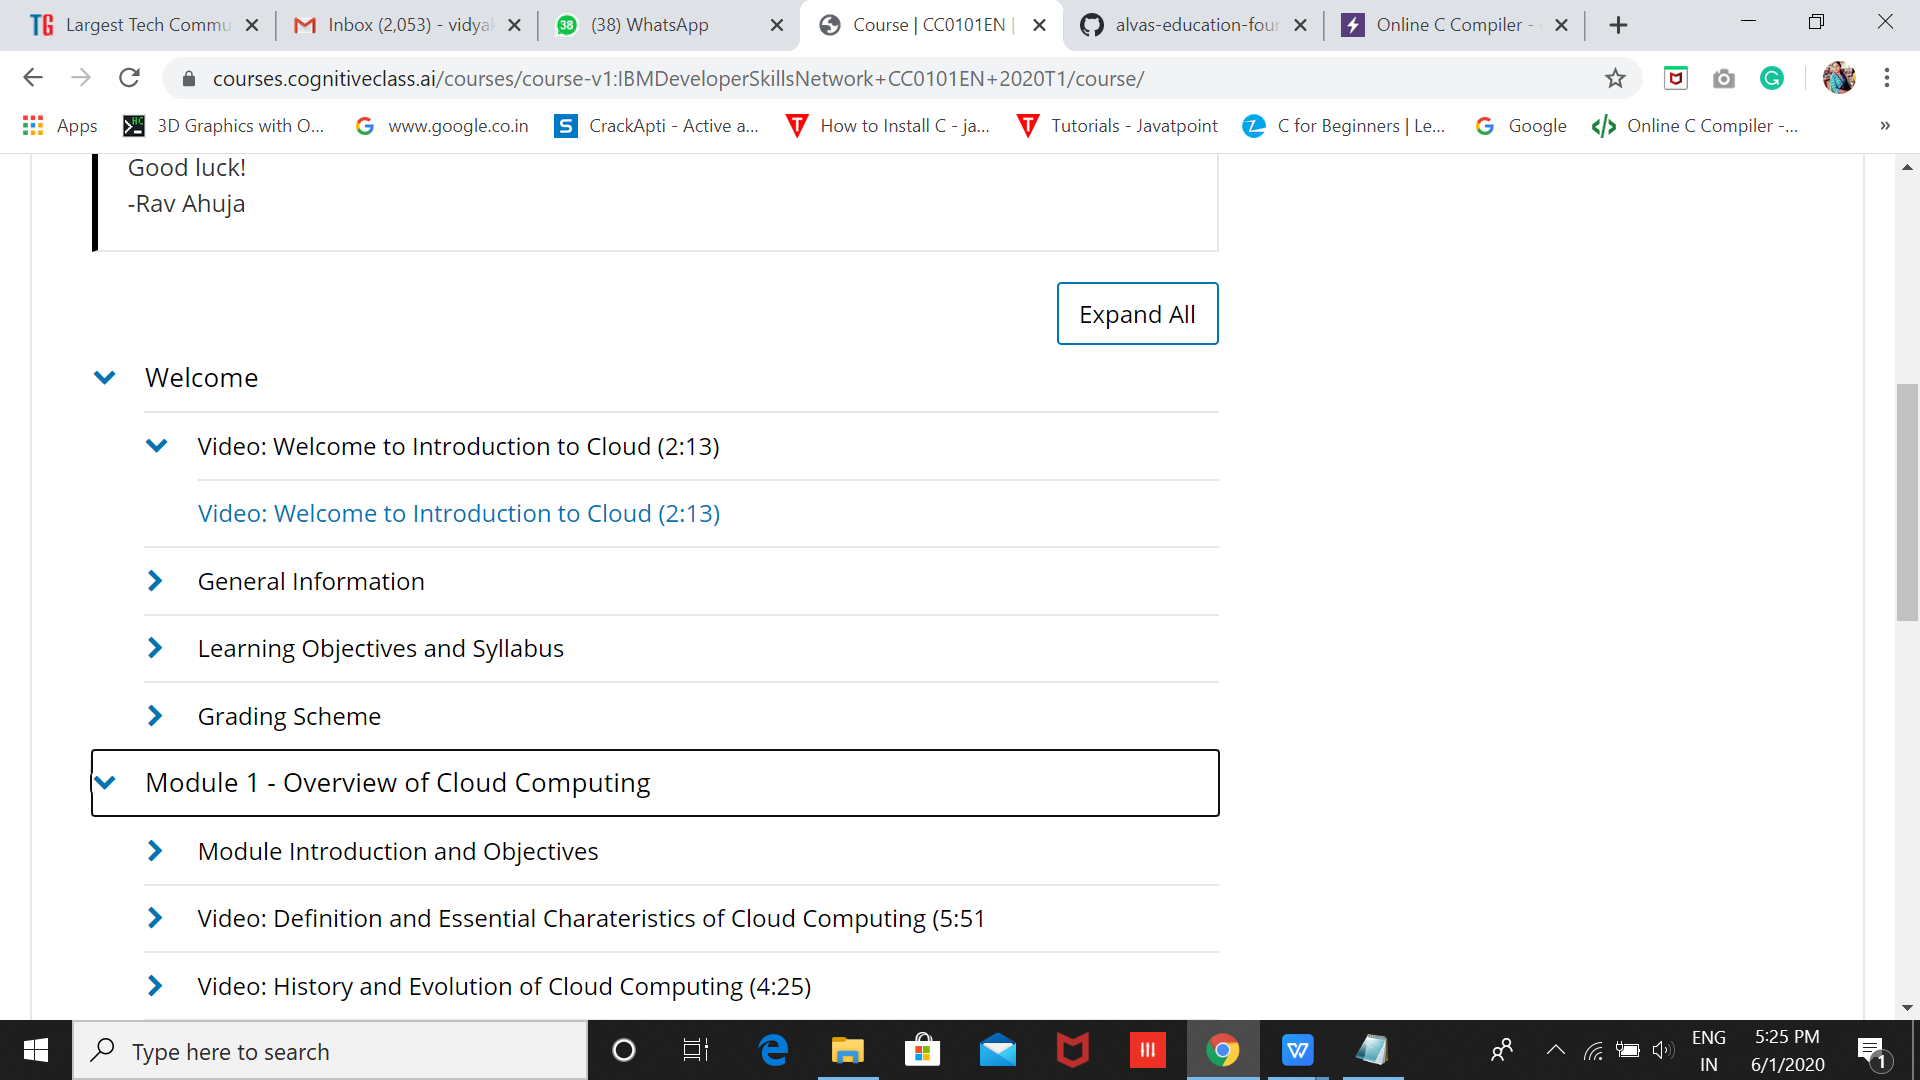 TG Largest Tech Commu
Inbox (2,053) - vidya
38 (38) WhatsApp
Course | CC0101EN |
alvas-education-four
Online C Compiler -
courses.cognitiveclass.ai/courses/course-v1:IBMDeveloperSkillsNetwork+CC0101EN+2020T1/course/
Apps
3D Graphics with O...
www.google.co.in
S CrackApti - Active a...
How to Install C - ja...
Tutorials - Javatpoint
C for Beginners | Le...
Google
Online C Compiler -...
»
Good luck!
-Rav Ahuja
Expand All
Welcome
Video: Welcome to Introduction to Cloud (2:13)
Video: Welcome to Introduction to Cloud (2:13)
General Information
Learning Objectives and Syllabus
Grading Scheme
Module 1 - Overview of Cloud Computing
Module Introduction and Objectives
Video: Definition and Essential Charateristics of Cloud Computing (5:51
Video: History and Evolution of Cloud Computing (4:25)
Type here to search
ENG
IN
5:25 PM
6/1/2020
1